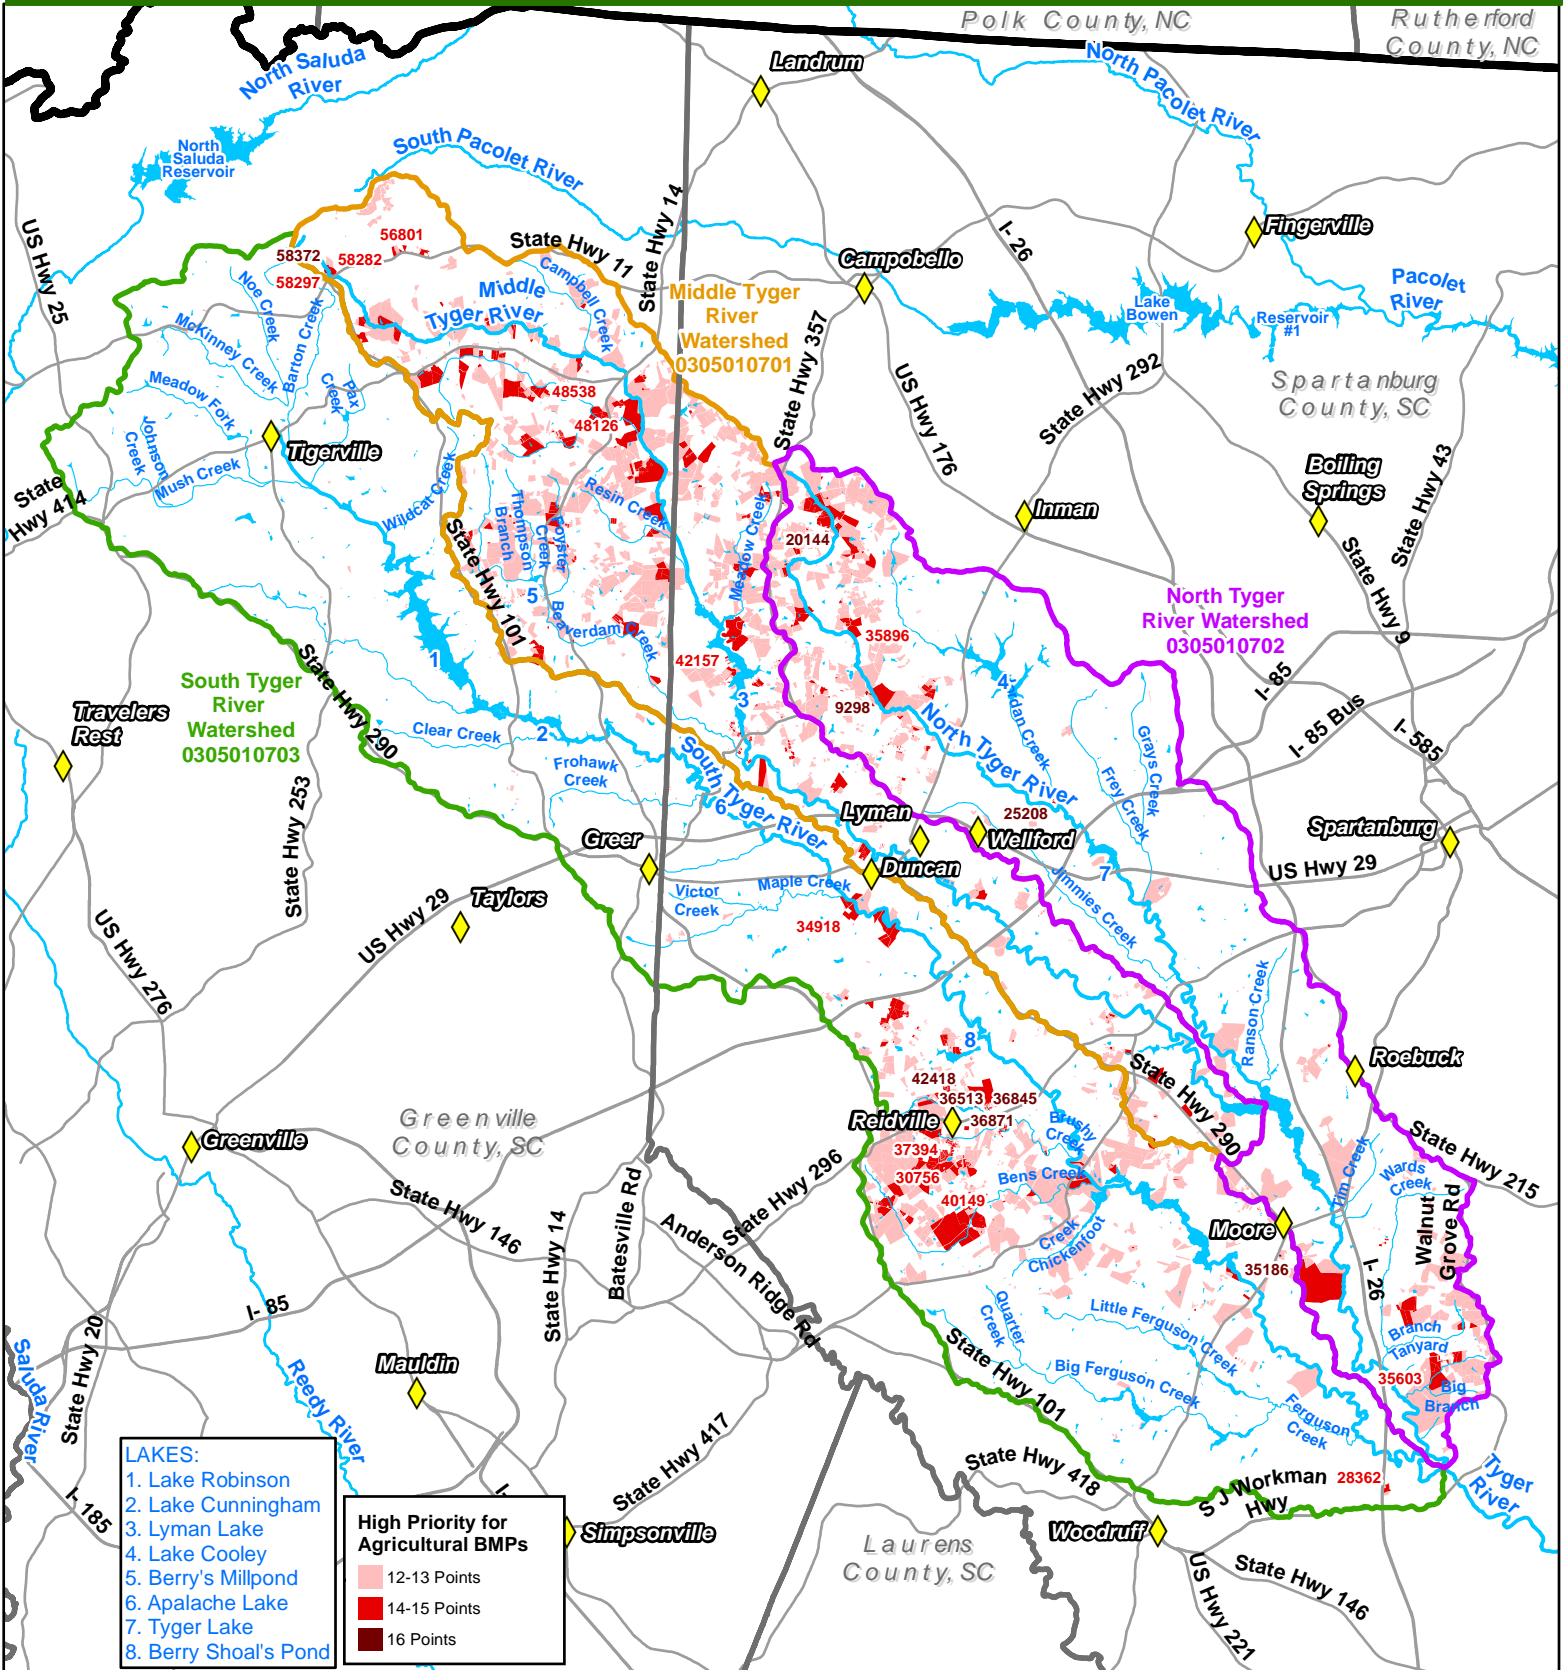 Polk County, NC
Rutherford
County, NC
North Saluda
River
Landrum
North Pacolet River
North
Saluda
Reservoir
South Pacolet River
US Hwy 25
State Hwy 14
I- 26
Fingerville
56801
58372
58282
58297
State Hwy 11
Campobello
Pacolet
River
Noe Creek
Middle
Tyger River
Campbell Creek
Middle Tyger
River
Watershed
0305010701
Lake
Bowen
Reservoir
#1
McKinney Creek
Barton Creek
State Hwy 357
US Hwy 176
State Hwy 292
Spartanburg
County, SC
Meadow Fork
Pax
Creek
48538
48126
Johnson
Creek
Mush Creek
Tigerville
State
Hwy 414
Wildcat Creek
Resin Creek
Boiling
Springs
State Hwy 43
Inman
Thompson
Branch
Creek
State Hwy 101
Meadow Creek
20144
State Hwy 9
5
Beaverdam Creek
North Tyger
River Watershed
0305010702
35896
1
42157
State Hwy 290
South Tyger
River
Watershed
0305010703
3
9298
4
I- 85
Travelers
Rest
Clear Creek
2
North Tyger River
Grays Creek
I- 85 Bus
I- 585
Frohawk
Creek
South Tyger River
Frey Creek
State Hwy 253
6
Lyman
25208
Wellford
Spartanburg
Greer
Duncan
7
US Hwy 29
Taylors
US Hwy 29
Victor
Creek
Maple Creek
Jimmies Creek
34918
US Hwy 276
Ranson Creek
8
Roebuck
42418
36513
36845
State Hwy 290
Greenville
County, SC
Greenville
Reidville
36871
Brushy
Creek
37394
30756
Bens Creek
State Hwy 215
Wards
Creek
State Hwy 146
Batesville Rd
State Hwy 296
40149
Creek
Chickenfoot
Moore
Walnut
Grove Rd
State Hwy 14
Anderson Ridge Rd
35186
I- 26
I- 85
Quarter
Creek
Little Ferguson Creek
Branch
Tanyard
State Hwy 20
Saluda River
Reedy River
Mauldin
State Hwy 101
Big Ferguson Creek
35603
Big
Branch
Ferguson
Creek
State Hwy 417
State Hwy 418
S J Workman
Hwy
28362
Tyger
River
I- 185
I-
Simpsonville
Laurens
County, SC
Woodruff
US Hwy 221
State Hwy 146
LAKES:
1. Lake Robinson
2. Lake Cunningham
3. Lyman Lake
4. Lake Cooley
5. Berry's Millpond
6. Apalache Lake
7. Tyger Lake
8. Berry Shoal's Pond
High Priority for
Agricultural BMPs
12-13 Points
14-15 Points
16 Points